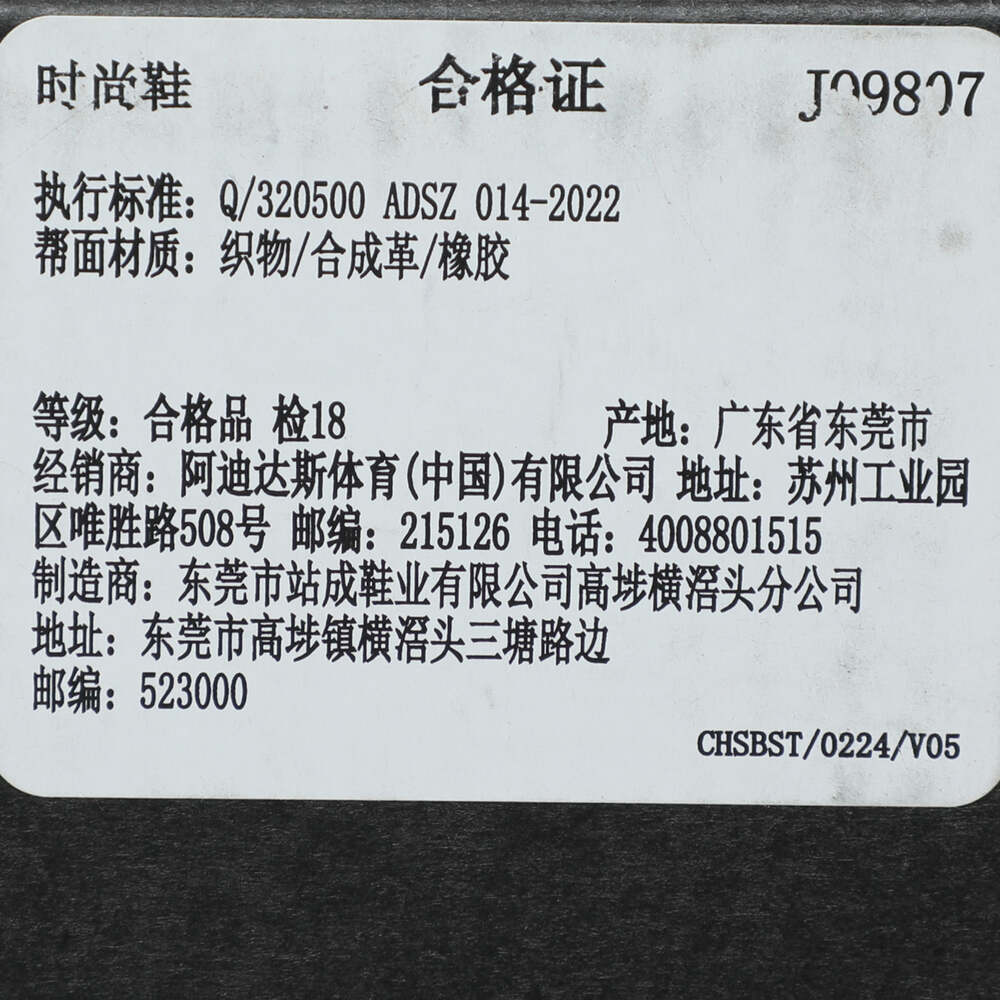 时尚鞋 合格证 J09807
执行标准：Q/320500 ADSZ 014-2022
帮面材质：织物/合成革/橡胶
等级：合格品 检18 产地：广东省东莞市
经销商：阿迪达斯体育(中国)有限公司 地址：苏州工业园
区唯胜路508号 邮编：215126 电话：4008801515
制造商：东莞市站成鞋业有限公司高埗横滘头分公司
地址：东莞市高埗镇横滘头三塘路边
邮编：523000
CHSBST/0224/V05